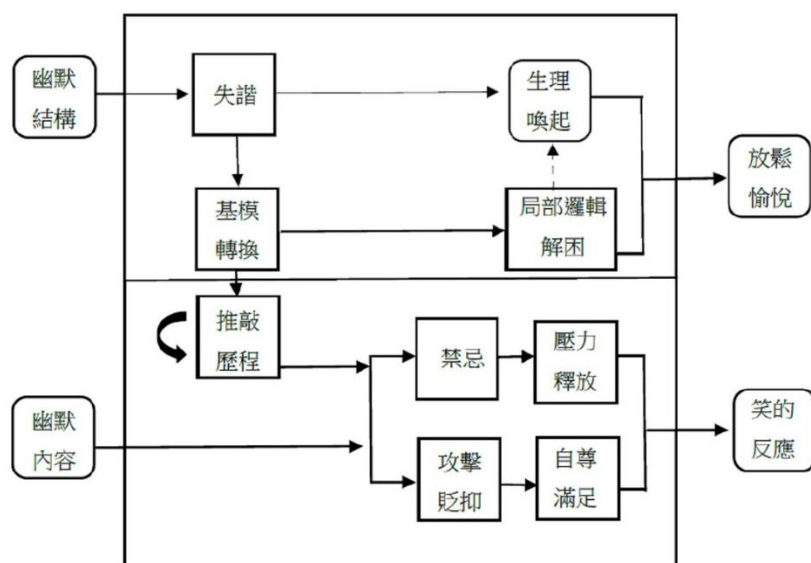 幽默
結構
失諧
生理
喚起
放鬆
愉悅
基模
轉換
局部邏輯
解困
推敲
歷程
禁忌
壓力
釋放
幽默
內容
攻擊
貶抑
自尊
滿足
笑的
反應